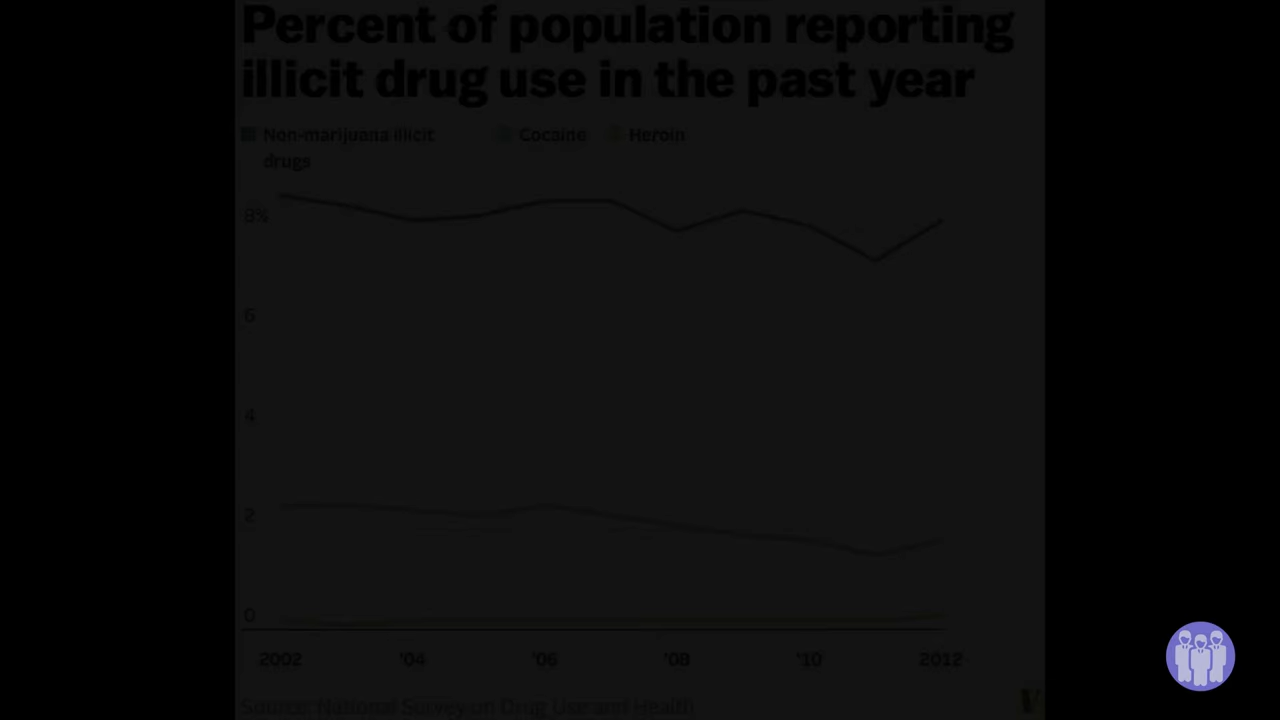 Percent of population reporting
illicit drug use in the past year
Non-marijuana illicit
drugs
Cocaine
Heroin
8%
6
4
2
0
2002 '04 '06 '08 '10 2012
Source: National Survey on Drug Use and Health
V